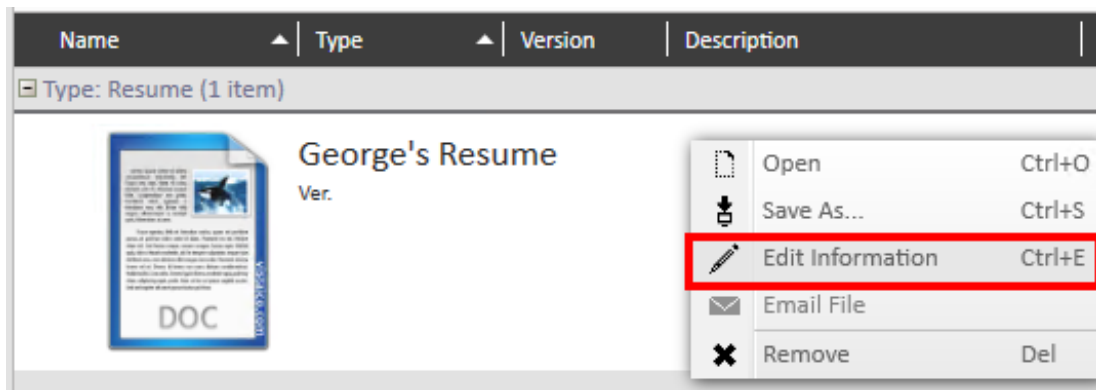 Name Type Version Description
Type: Resume (1 item)
George's Resume
Ver.
DOC
Open Ctrl+O
Save As... Ctrl+S
Edit Information Ctrl+E
Email File
Remove Del